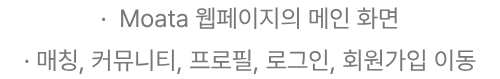 · Moata 웹페이지의 메인 화면
· 매칭, 커뮤니티, 프로필, 로그인, 회원가입 이동